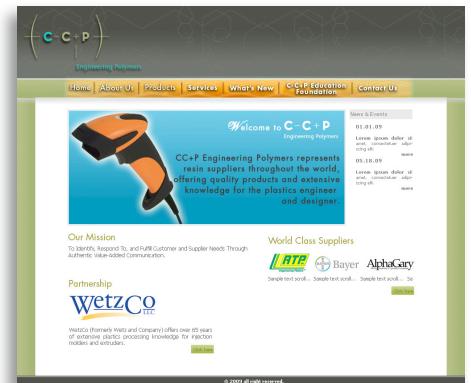 C-C+P
Engineering Polymers
Home About Us Products Services What's New C-C+P Education Foundation Contact Us
Welcome to C-C+P
Engineering Polymers
CC+P Engineering Polymers represents
resin suppliers throughout the world,
offering quality products and extensive
knowledge for the plastics engineer
and designer.
News & Events
01.01.09
Lorem ipsum dolor sit
amet, consectetuer adipi-
scing elit.
more
05.18.09
Lorem ipsum dolor sit
amet, consectetuer adipi-
scing elit.
more
Our Mission
To Identify, Respond To, and Fulfill Customer and Supplier Needs Through
Authentic Value-Added Communication.
World Class Suppliers
RTP Bayer AlphaGary
Sample text scroll... Sample text scroll... Sample text scroll... Se
click here
Partnership
WetzCo
LLC
WetzCo (Formerly Wetz and Company) offers over 65 years
of extensive plastics processing knowledge for injection
molders and extruders.
click here
© 2009 all right reserved.